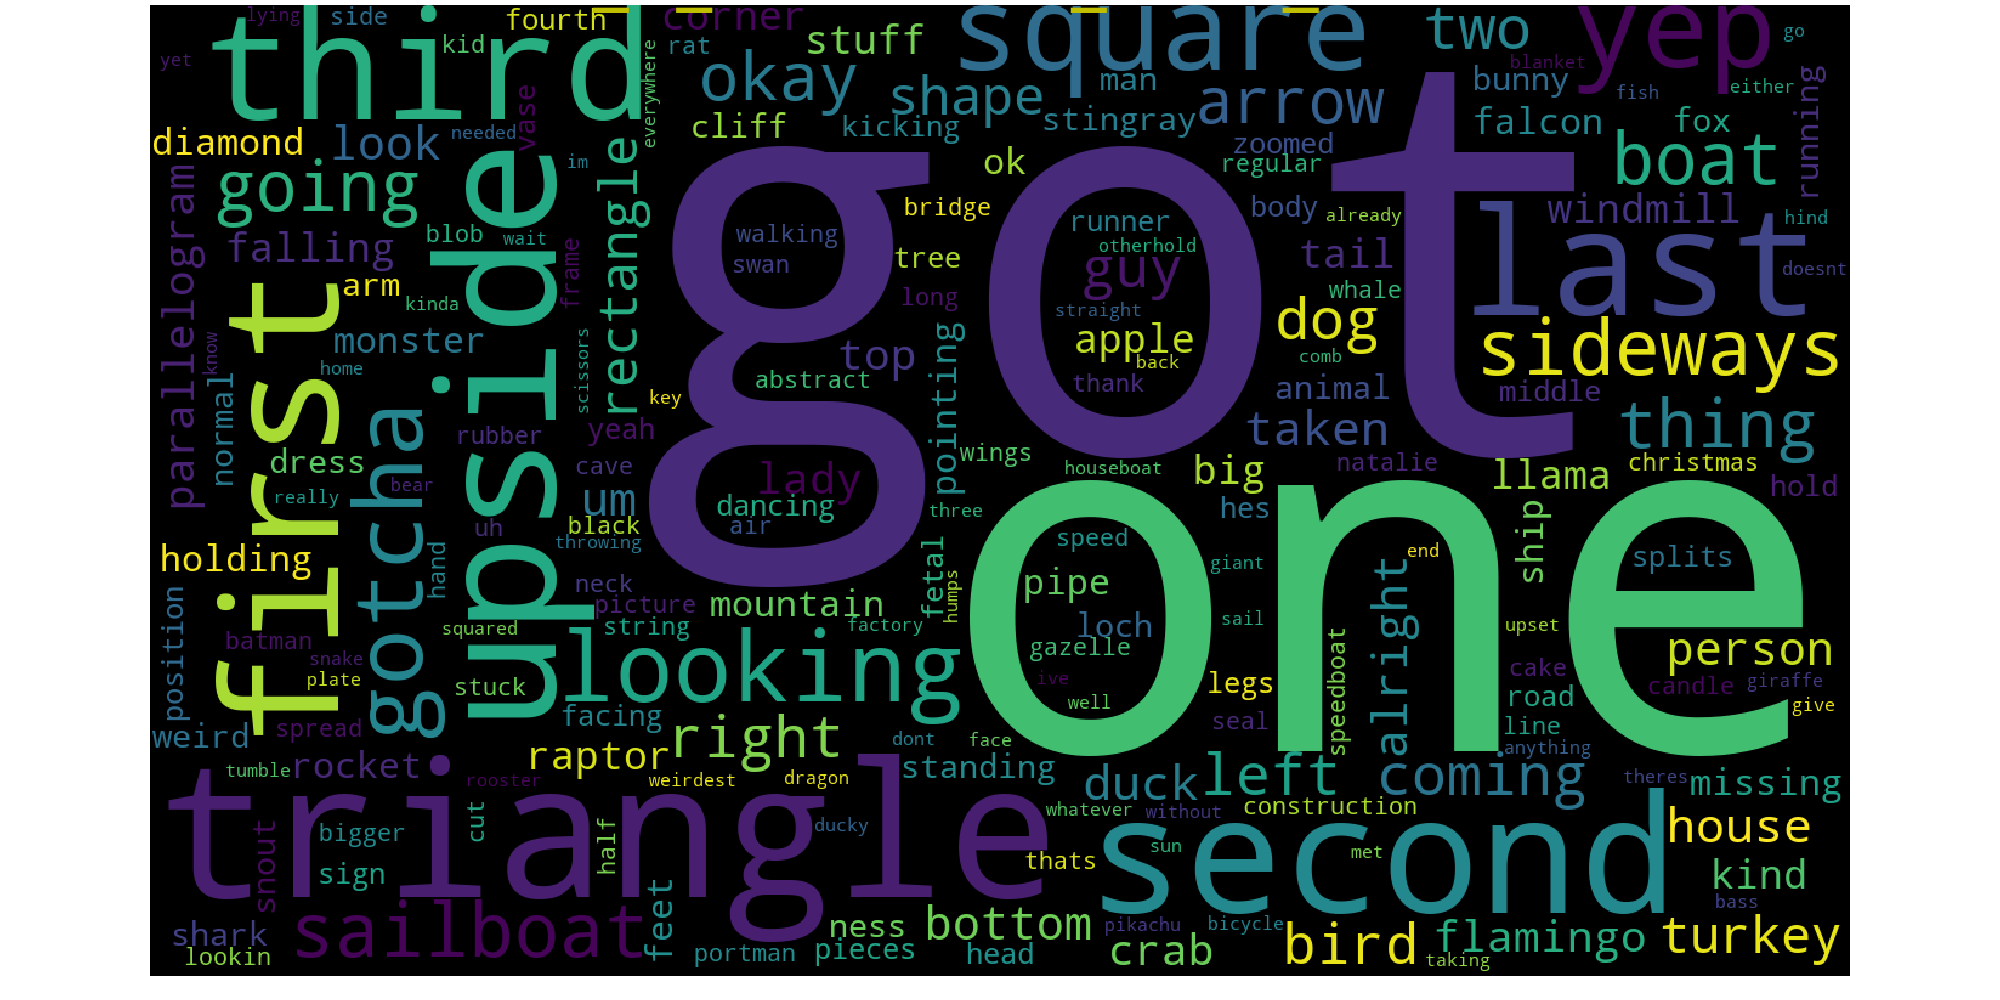 lying
side
fourth
corner
stuff
square
two
yep
go
yet
third
kid
rat
okay
shape
man
arrow
bunny
blanket
fish
either
vase
everywhere
cliff
kicking
stingray
zoomed
falcon
fox
running
diamond
look
needed
im
rectangle
ok
regular
boat
parallelogram
going
upside
got
bridge
runner
body
already
last
windmill
hind
falling
blob
wait
frame
walking
swan
tree
otherhold
guy
tail
doesnt
first
arm
kinda
long
straight
whale
dog
sideways
know
monster
home
scissors
key
abstract
top
pointing
apple
back
thank
comb
animal
middle
normal
gotcha
rubber
yeah
taken
thing
dress
really
bear
cave
um
lady
wings
houseboat
big
natalie
llama
christmas
hold
uh
black
throwing
dancing
air
three
one
hes
ship
splits
holding
hand
neck
picture
mountain
fetal
humps
speed
pipe
giant
end
alright
position
batman
squared
string
factory
loch
sail
upset
person
snake
plate
stuck
looking
gazelle
ive
well
legs
speedboat
cake
road
candle
giraffe
give
weird
spread
facing
right
dont
face
seal
line
anything
tumble
rocket
rooster
raptor
weirdest
dragon
standing
duck
left
coming
theres
missing
triangle
snout
bigger
cut
half
ducky
whatever
without
construction
second
house
sign
thats
sun
met
kind
shark
lookin
sailboat
feet
portman
ness
pieces
bottom
head
pikachu
crab
bicycle
bird
taking
flamingo
bass
turkey